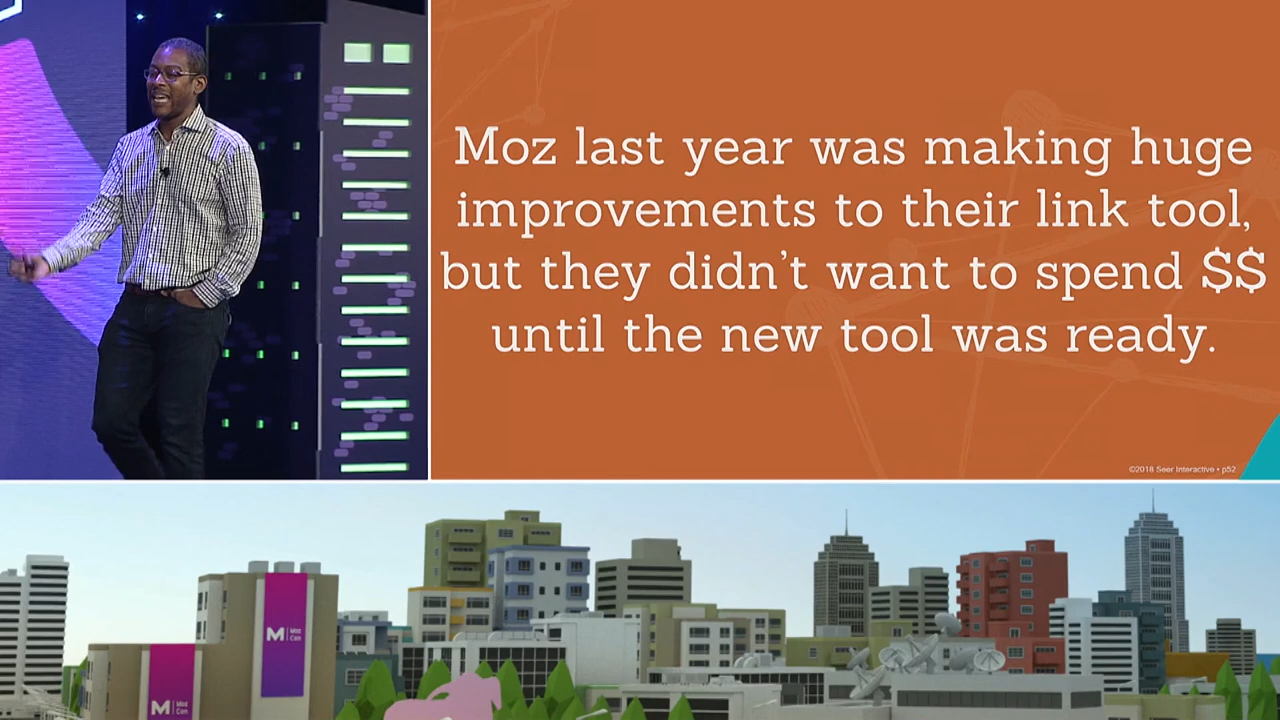 Moz last year was making huge
improvements to their link tool,
but they didn't want to spend $$
until the new tool was ready.
©2018 Seer Interactive • p52
M Moz
Con
M Moz
Con